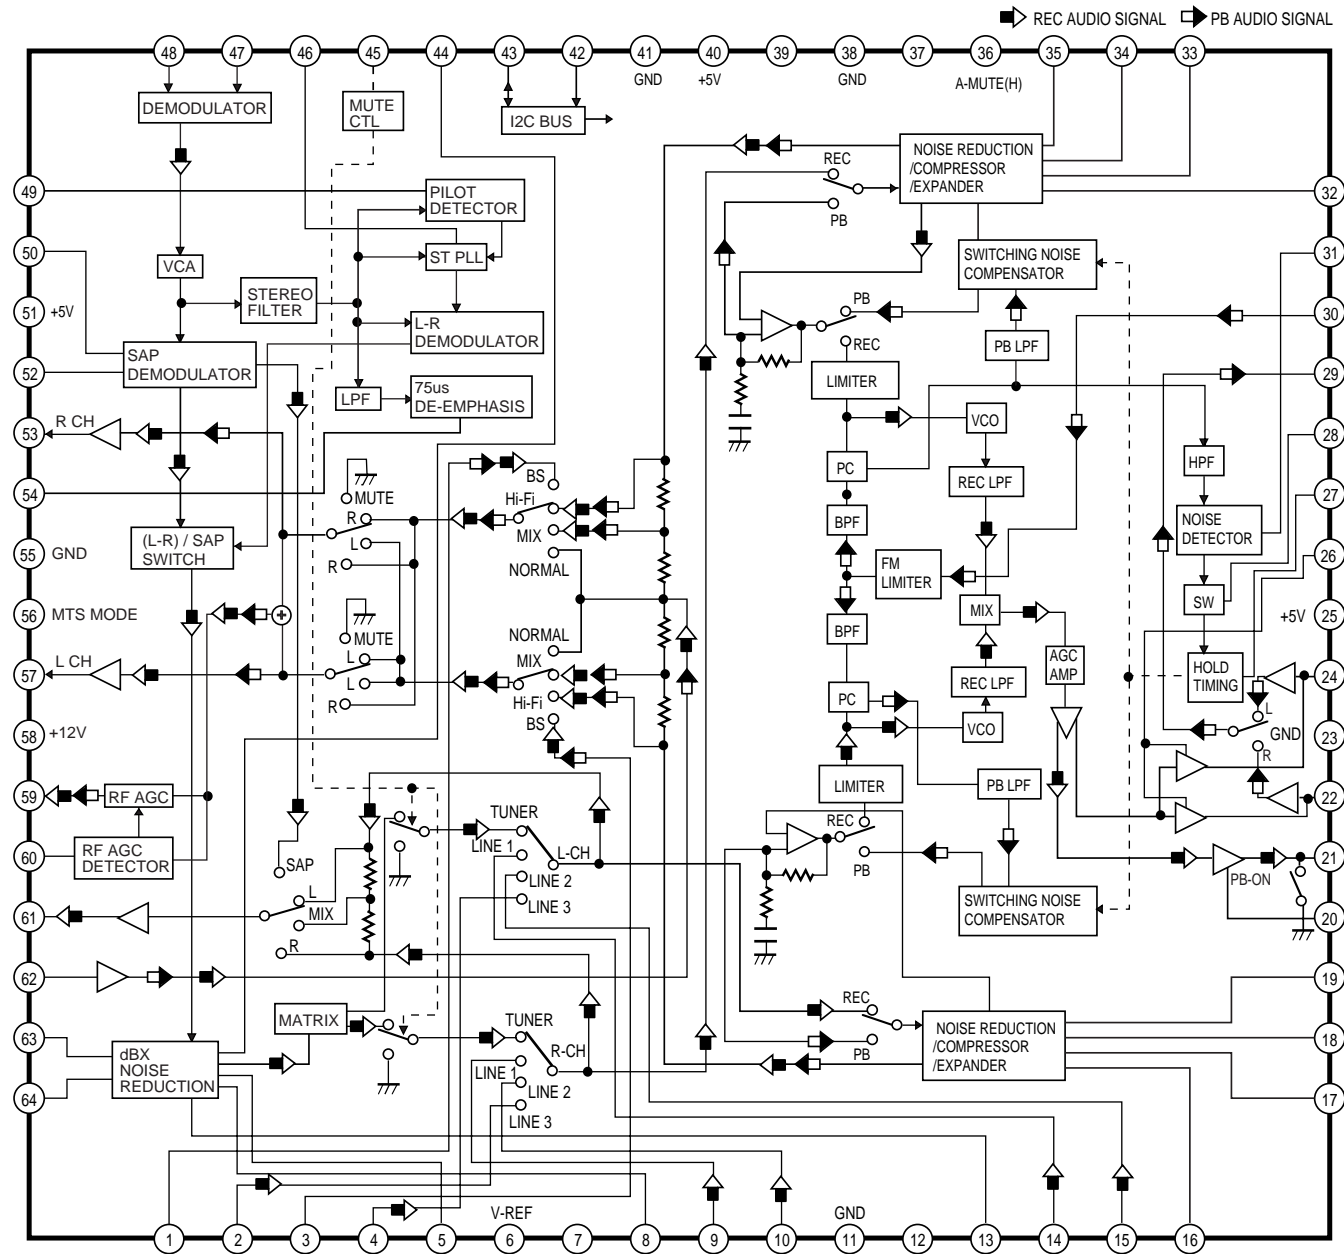 REC AUDIO SIGNAL PB AUDIO SIGNAL
48 47 46 45 44 43 42 41 40 39 38 37 36 35 34 33
GND +5V GND A-MUTE(H)
DEMODULATOR
MUTE
CTL
I2C BUS
REC
PB
NOISE REDUCTION
/COMPRESSOR
/EXPANDER
49
PILOT
DETECTOR
32
50
VCA
ST PLL
SWITCHING NOISE
COMPENSATOR
31
STEREO
FILTER
51 +5V
L-R
DEMODULATOR
PB
REC
PB LPF
30
52
SAP
DEMODULATOR
LPF
75us
DE-EMPHASIS
LIMITER
29
53
R CH
VCO
28
PC
HPF
54
BS
Hi-Fi
MIX
NORMAL
REC LPF
27
MUTE
R
L
R
BPF
NOISE
DETECTOR
55 GND
(L-R) / SAP
SWITCH
FM
LIMITER
26
56 MTS MODE
MIX
SW
+5V 25
MUTE
L
L
R
NORMAL
MIX
Hi-Fi
BS
BPF
57
L CH
AGC
AMP
HOLD
TIMING
24
REC LPF
PC
L
GND
R
58 +12V
VCO
23
59
RF AGC
LIMITER
PB LPF
22
60
RF AGC
DETECTOR
TUNER
LINE 1
LINE 2
LINE 3
L-CH
REC
PB
21
PB-ON
SAP
L
MIX
R
61
SWITCHING NOISE
COMPENSATOR
20
62
19
MATRIX
TUNER
LINE 1
LINE 2
LINE 3
R-CH
REC
PB
NOISE REDUCTION
/COMPRESSOR
/EXPANDER
63
dBX
NOISE
REDUCTION
18
64
17
V-REF GND
1 2 3 4 5 6 7 8 9 10 11 12 13 14 15 16